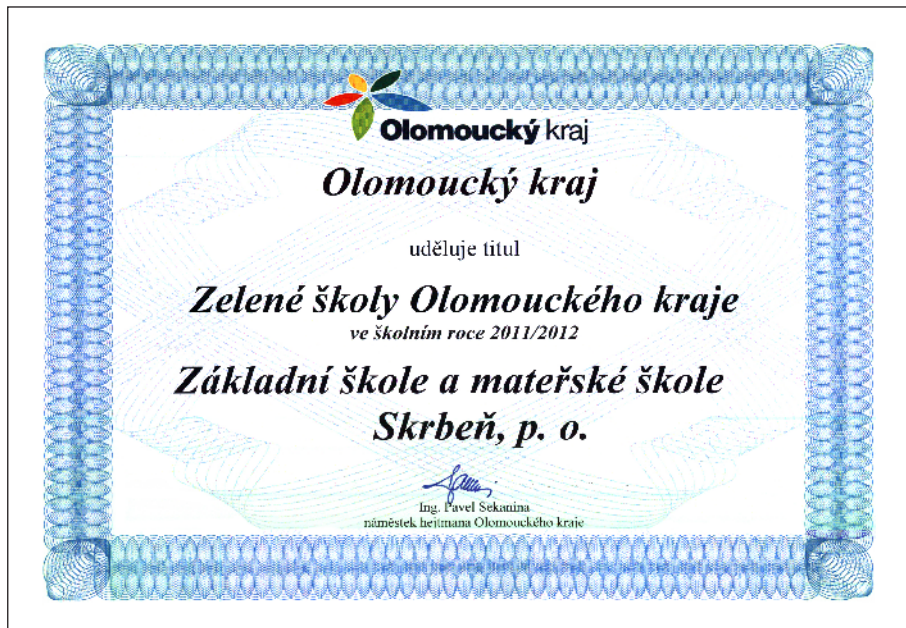 Olomoucký kraj
Olomoucký kraj
uděluje titul
Zelené školy Olomouckého kraje
ve školním roce 2011/2012
Základní škole a mateřské škole
Skrbeň, p. o.
Ing. Pavel Sekanina
náměstek hejtmana Olomouckého kraje